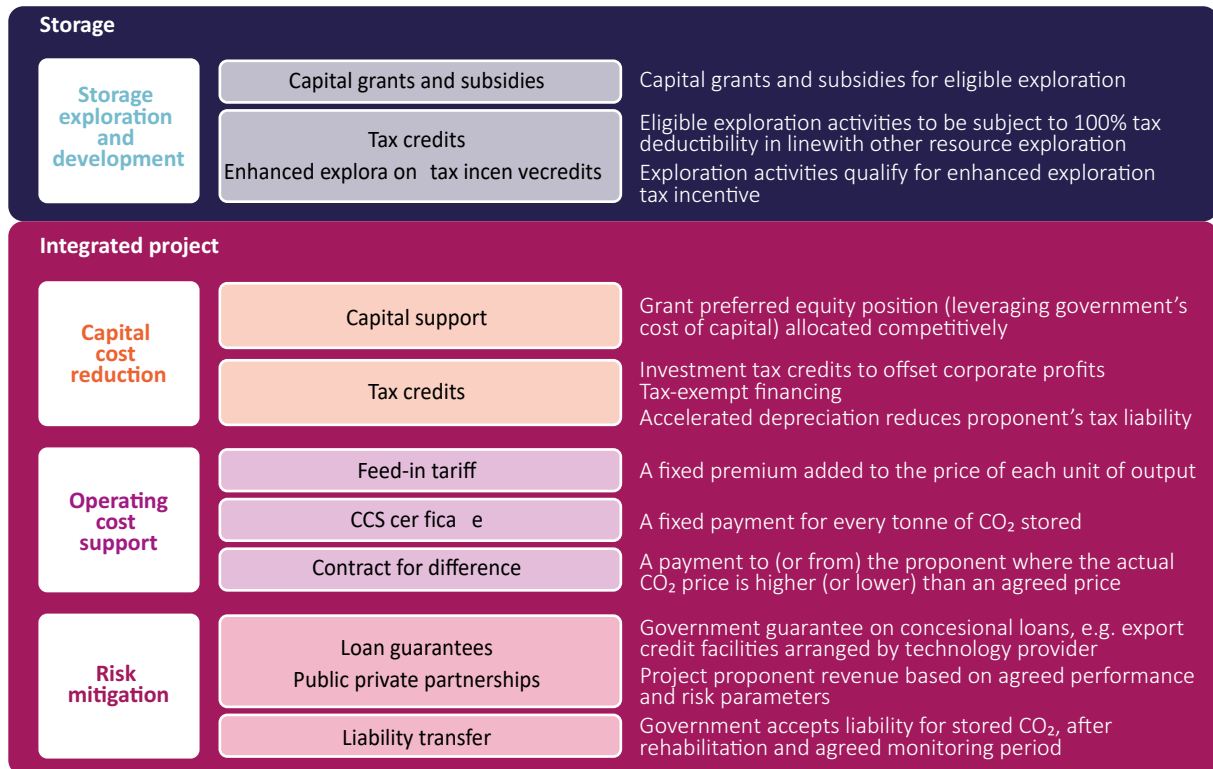 Storage
Storage
exploration
and
development
Capital grants and subsidies
Capital grants and subsidies for eligible exploration
Tax credits
Enhanced explora on tax incen vecredits
Eligible exploration activities to be subject to 100% tax
deductibility in linewith other resource exploration
Exploration activities qualify for enhanced exploration
tax incentive
Integrated project
Capital
cost
reduction
Capital support
Grant preferred equity position (leveraging government’s
cost of capital) allocated competitively
Tax credits
Investment tax credits to offset corporate profits
Tax-exempt financing
Accelerated depreciation reduces proponent’s tax liability
Operating
cost
support
Feed-in tariff
A fixed premium added to the price of each unit of output
CCS cer fica e
A fixed payment for every tonne of CO₂ stored
Contract for difference
A payment to (or from) the proponent where the actual
CO₂ price is higher (or lower) than an agreed price
Risk
mitigation
Loan guarantees
Public private partnerships
Government guarantee on concesional loans, e.g. export
credit facilities arranged by technology provider
Project proponent revenue based on agreed performance
and risk parameters
Liability transfer
Government accepts liability for stored CO₂, after
rehabilitation and agreed monitoring period